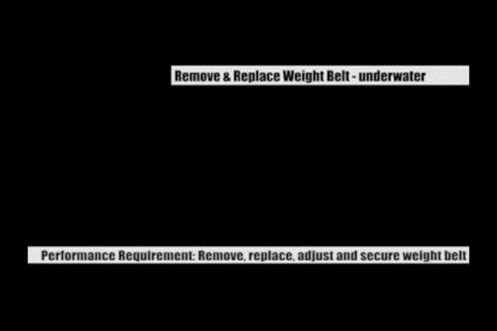 Remove & Replace Weight Belt - underwater
Performance Requirement: Remove, replace, adjust and secure weight belt